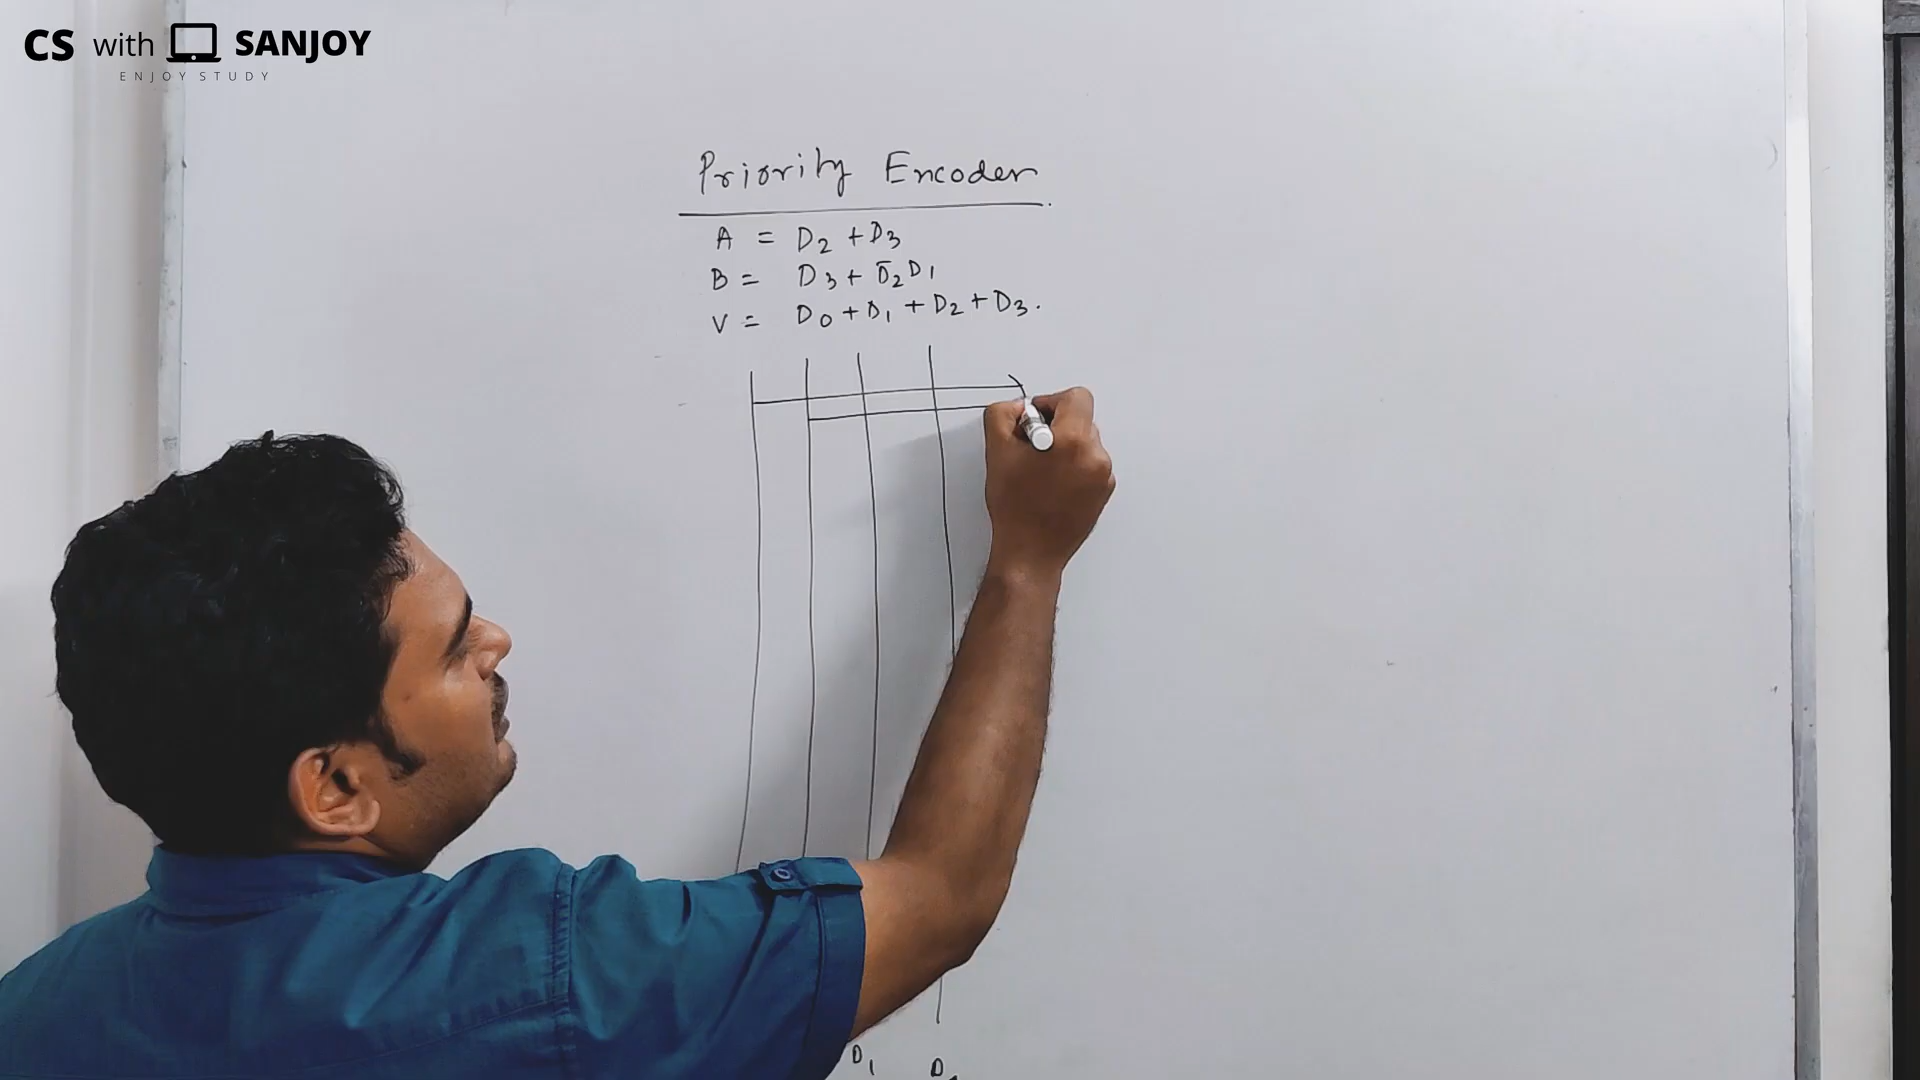 CS with SANJOY
ENJOY STUDY
Priority Encoder
A = D2 + D3
B = D3 + D̅2D1
V = D0 + D1 + D2 + D3.
D1 D